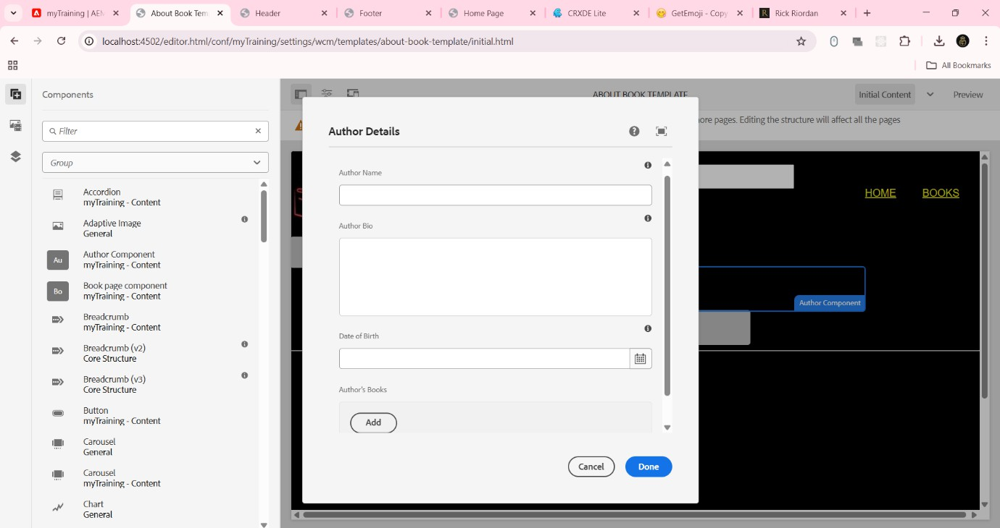 myTraining | AEM
About Book Tem
Header
Footer
Home Page
CRXDE Lite
GetEmoji - Copy
Rick Riordan
localhost:4502/editor.html/conf/myTraining/settings/wcm/templates/about-book-template/initial.html
All Bookmarks
Components
ABOUT BOOK TEMPLATE
Initial Content
Preview
ore pages. Editing the structure will affect all the pages
Filter
Group
Accordion
myTraining - Content
Adaptive Image
General
Au
Author Component
myTraining - Content
Bo
Book page component
myTraining - Content
Breadcrumb
myTraining - Content
Breadcrumb (v2)
Core Structure
Breadcrumb (v3)
Core Structure
Button
myTraining - Content
Carousel
General
Carousel
myTraining - Content
Chart
General
Author Details
Author Name
Author Bio
Date of Birth
Author's Books
Add
Cancel
Done
HOME
BOOKS
Author Component